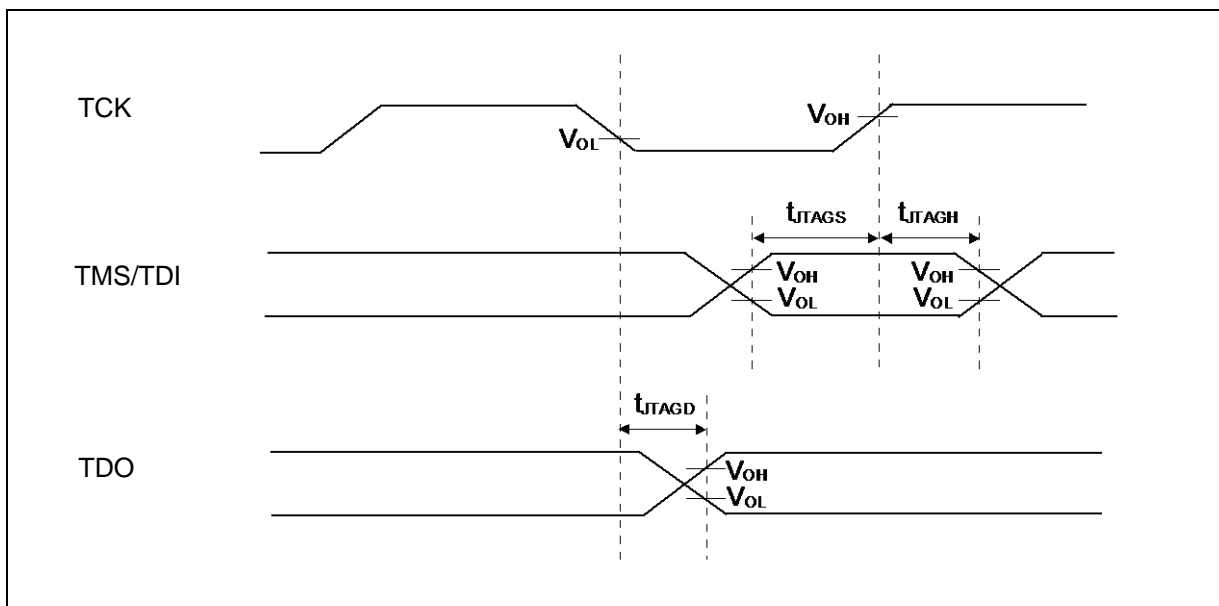 TCK
VOL
VOH
tJTAGS
tJTAGH
TMS/TDI
VOH
VOL
VOH
VOL
tJTAGD
TDO
VOH
VOL